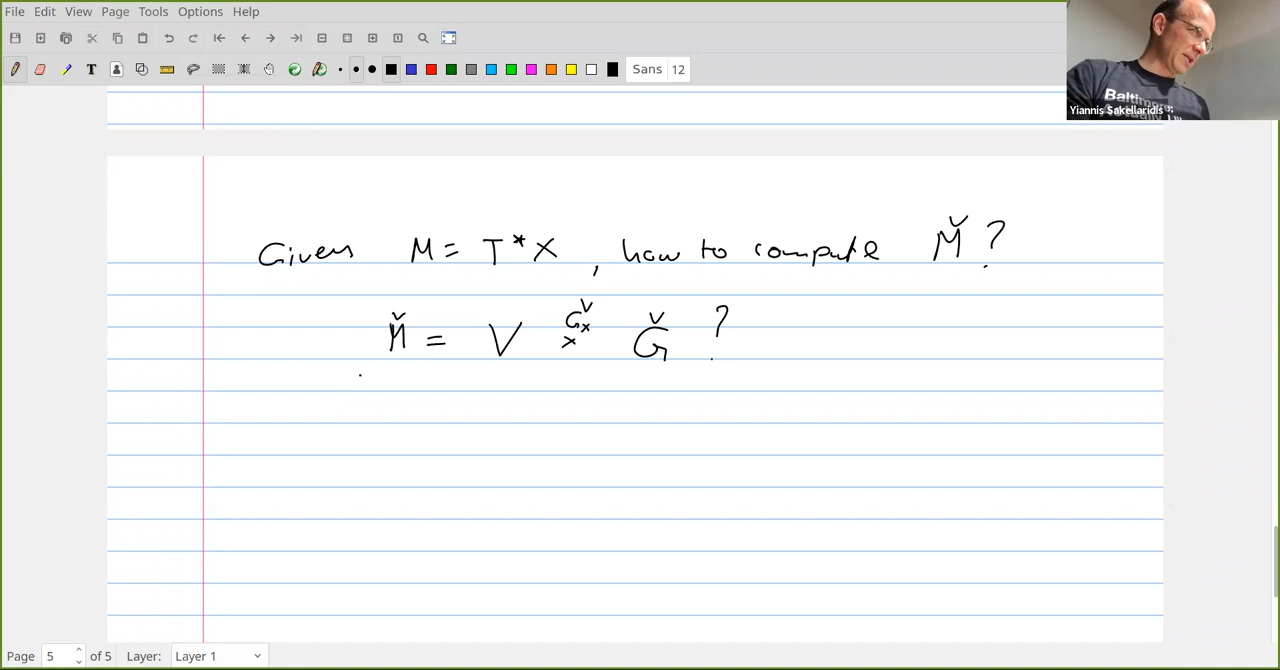 File Edit View Page Tools Options Help
T Sans 12
Baltimore:
Yiannis Sakellaridis
Given M = T*X, how to compute M̌?
M̌ = V ×^{Ǧ_X} Ǧ ?
Page 5 of 5 Layer: Layer 1